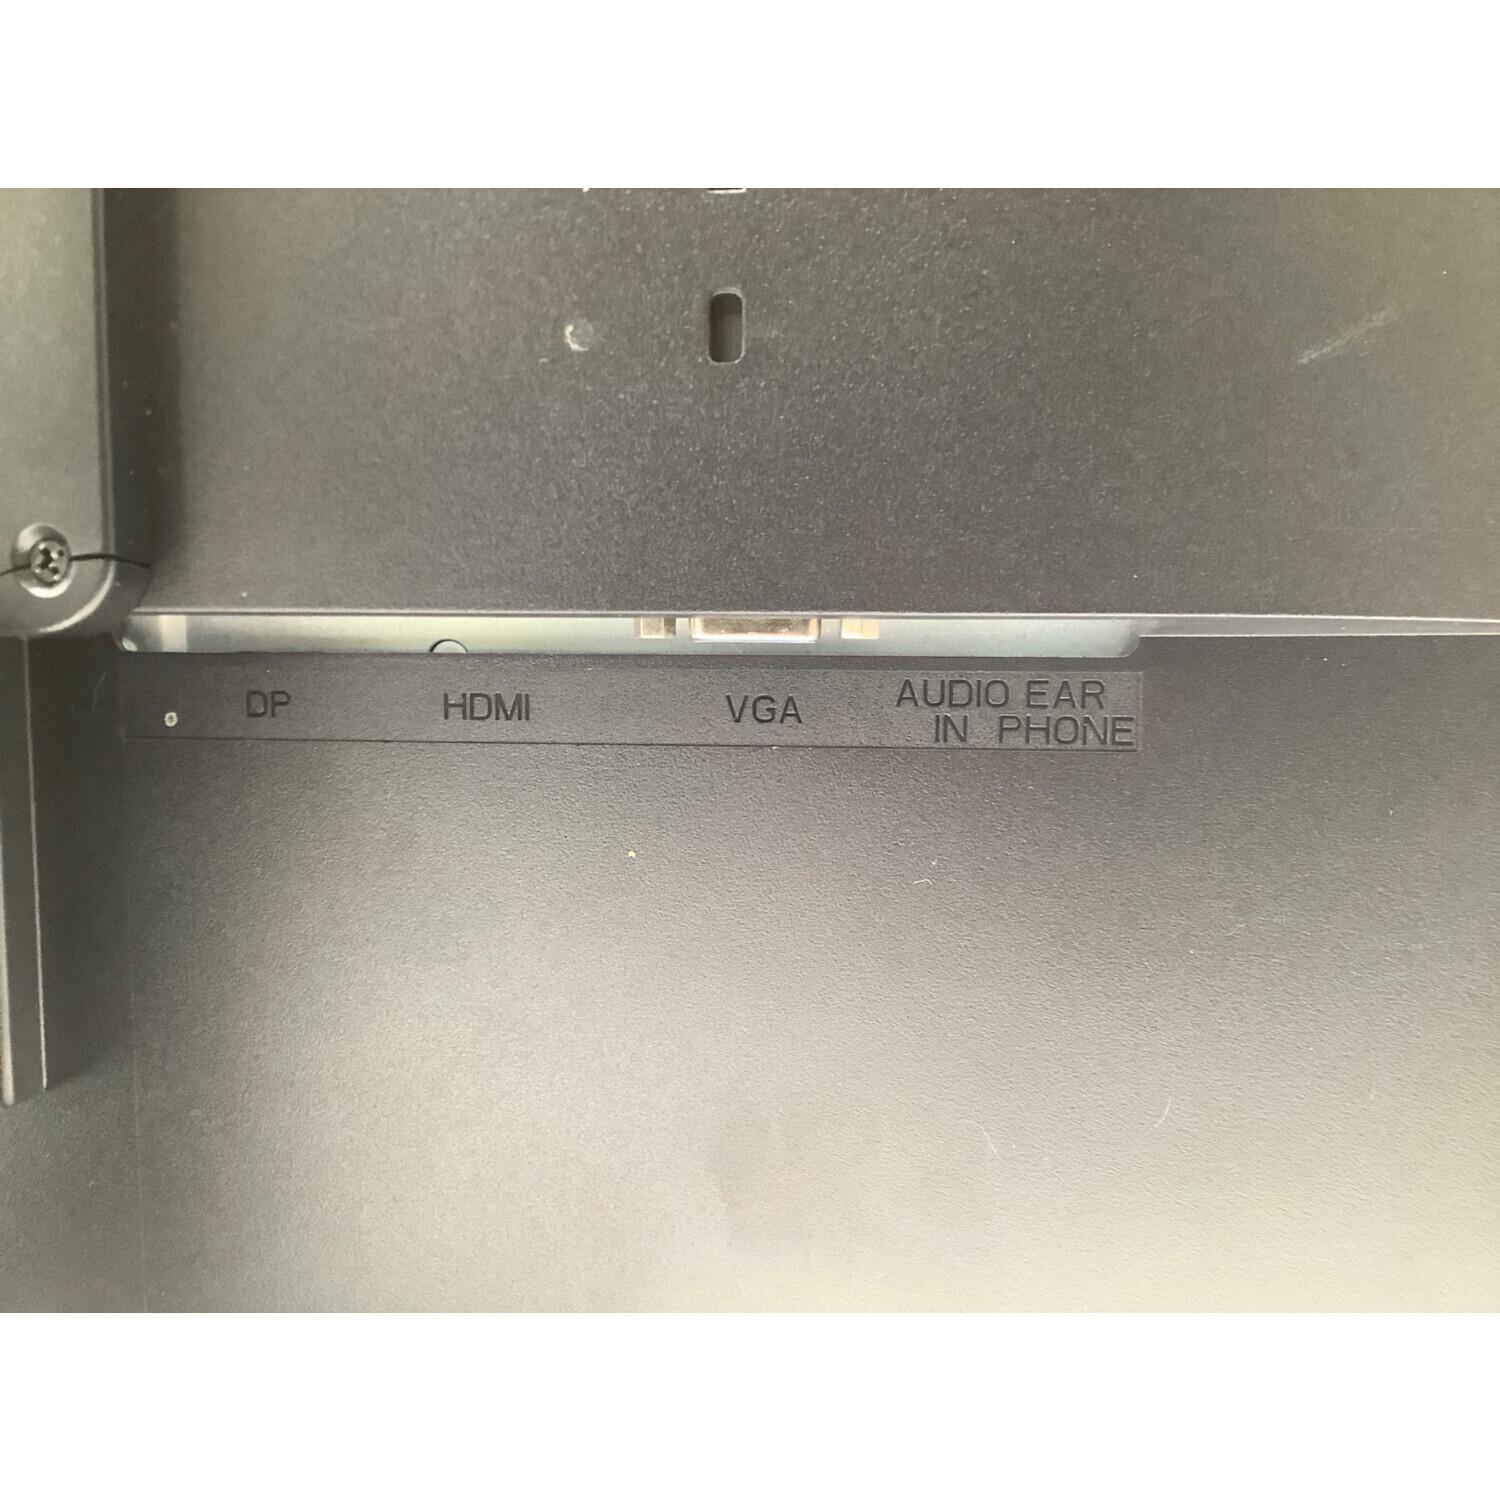 DP HDMI VGA AUDIO EAR
IN PHONE